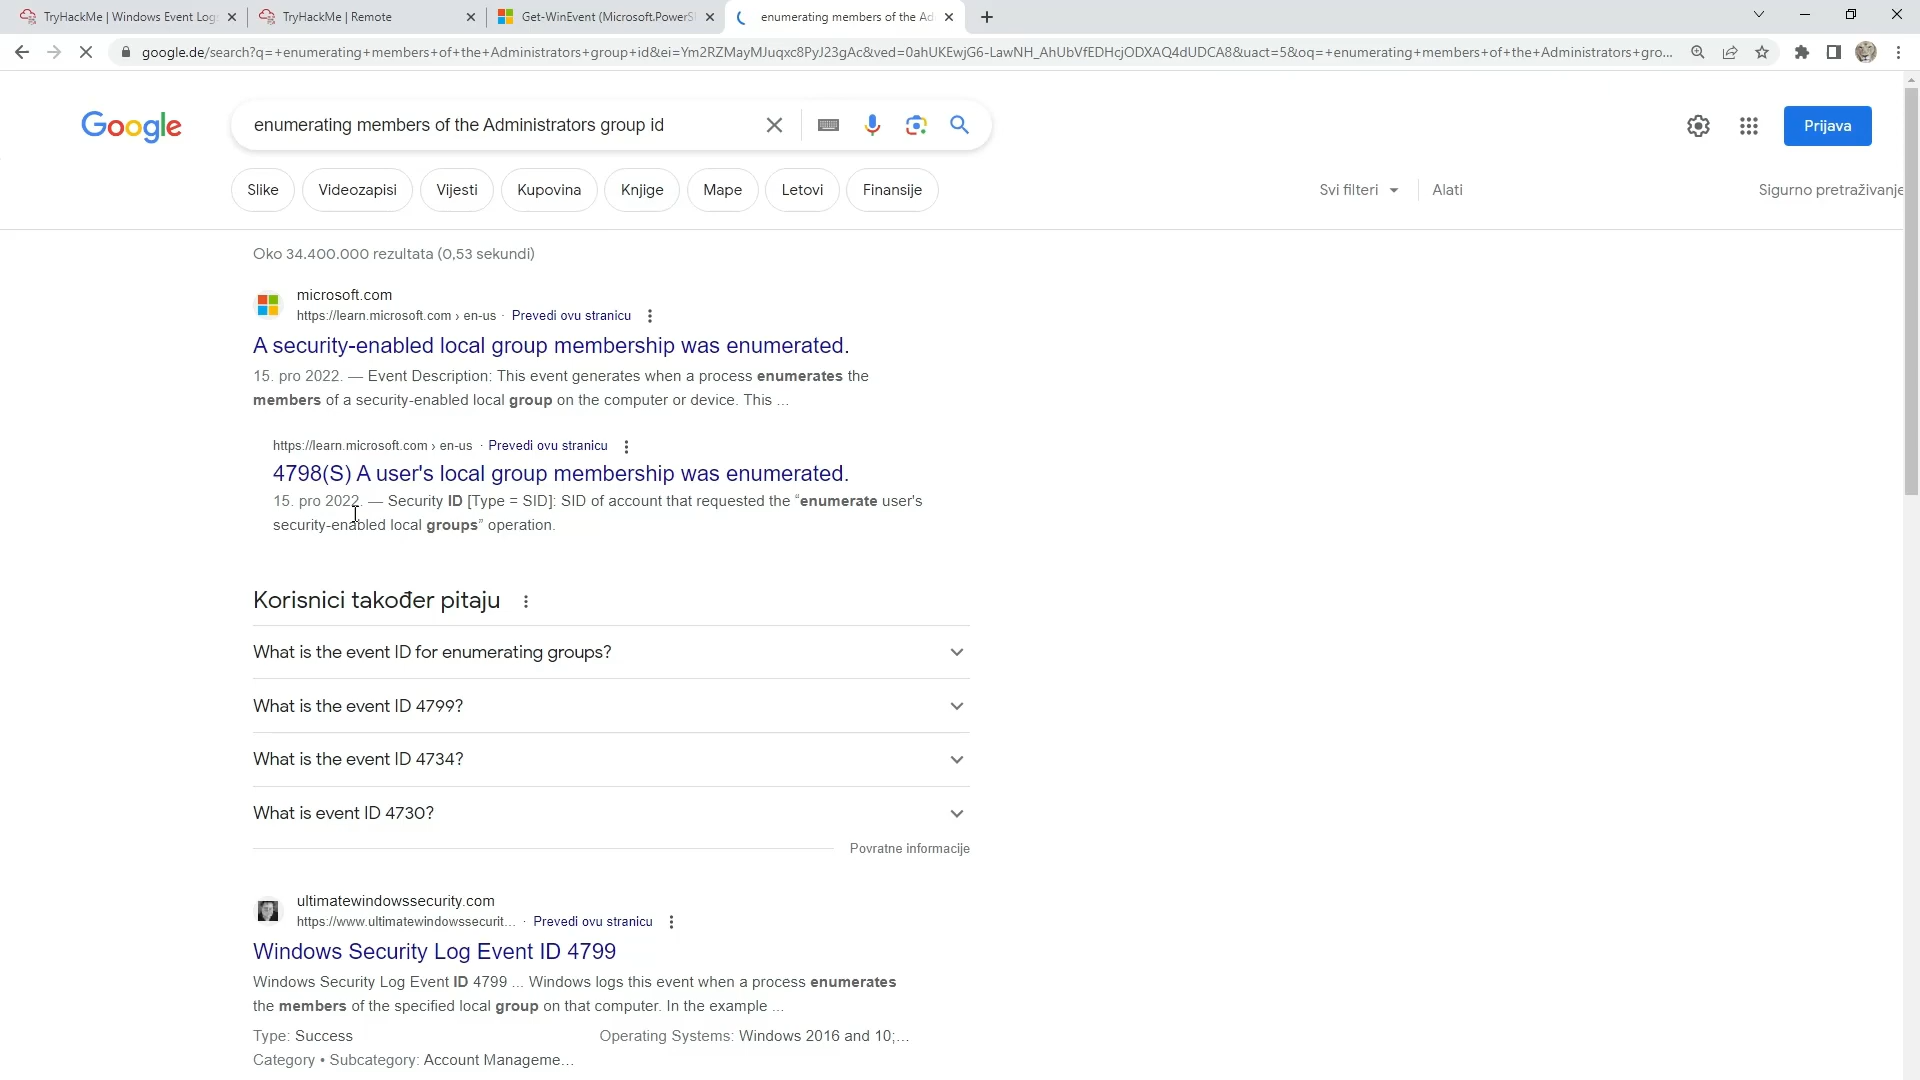 TryHackMe | Windows Event Log
TryHackMe | Remote
Get-WinEvent (Microsoft.PowerS
enumerating members of the Ad
google.de/search?q=+enumerating+members+of+the+Administrators+group+id&ei=Ym2RZMayMJuqxc8PyJ23gAc&ved=0ahUKEwjG6-LawNH_AhUbVfEDHcjODXAQ4dUDCA8&uact=5&oq=+enumerating+members+of+the+Administrators+gro...
Google
enumerating members of the Administrators group id
Prijava
Slike
Videozapisi
Vijesti
Kupovina
Knjige
Mape
Letovi
Finansije
Svi filteri
Alati
Sigurno pretraživanje
Oko 34.400.000 rezultata (0,53 sekundi)
microsoft.com
https://learn.microsoft.com › en-us · Prevedi ovu stranicu
A security-enabled local group membership was enumerated.
15. pro 2022. — Event Description: This event generates when a process enumerates the
members of a security-enabled local group on the computer or device. This ...
https://learn.microsoft.com › en-us · Prevedi ovu stranicu
4798(S) A user's local group membership was enumerated.
15. pro 2022. — Security ID [Type = SID]: SID of account that requested the “enumerate user's
security-enabled local groups” operation.
Korisnici također pitaju
What is the event ID for enumerating groups?
What is the event ID 4799?
What is the event ID 4734?
What is event ID 4730?
Povratne informacije
ultimatewindowssecurity.com
https://www.ultimatewindowssecurit... · Prevedi ovu stranicu
Windows Security Log Event ID 4799
Windows Security Log Event ID 4799 ... Windows logs this event when a process enumerates
the members of the specified local group on that computer. In the example ...
Type: Success
Operating Systems: Windows 2016 and 10;...
Category • Subcategory: Account Manageme...